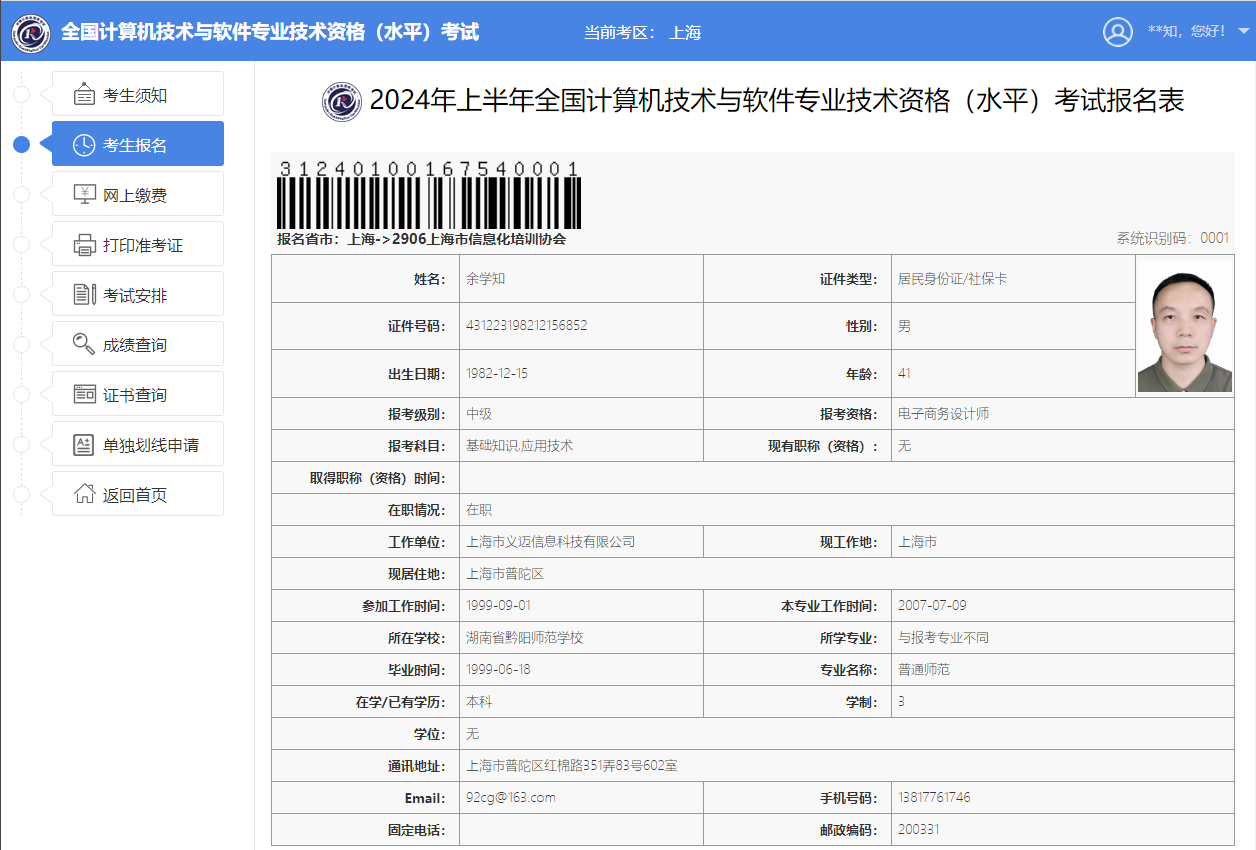 全国计算机技术与软件专业技术资格（水平）考试 当前考区： 上海 **知，您好！
考生须知
考生报名
网上缴费
打印准考证
考试安排
成绩查询
证书查询
单独划线申请
返回首页
2024年上半年全国计算机技术与软件专业技术资格（水平）考试报名表
3124010016754 0001
报名省市：上海->2906上海市信息化培训协会 系统识别码：0001
姓名： 余学知 证件类型： 居民身份证/社保卡
证件号码： 431223198212156852 性别： 男
出生日期： 1982-12-15 年龄： 41
报考级别： 中级 报考资格： 电子商务设计师
报考科目： 基础知识,应用技术 现有职称（资格）： 无
取得职称（资格）时间：
在职情况： 在职
工作单位： 上海市义迈信息科技有限公司 现工作地： 上海市
现居住地： 上海市普陀区
参加工作时间： 1999-09-01 本专业工作时间： 2007-07-09
所在学校： 湖南省黔阳师范学校 所学专业： 与报考专业不同
毕业时间： 1999-06-18 专业名称： 普通师范
在学/已有学历： 本科 学制： 3
学位： 无
通讯地址： 上海市普陀区红棉路351弄83号602室
Email： 92cg@163.com 手机号码： 13817761746
固定电话： 邮政编码： 200331